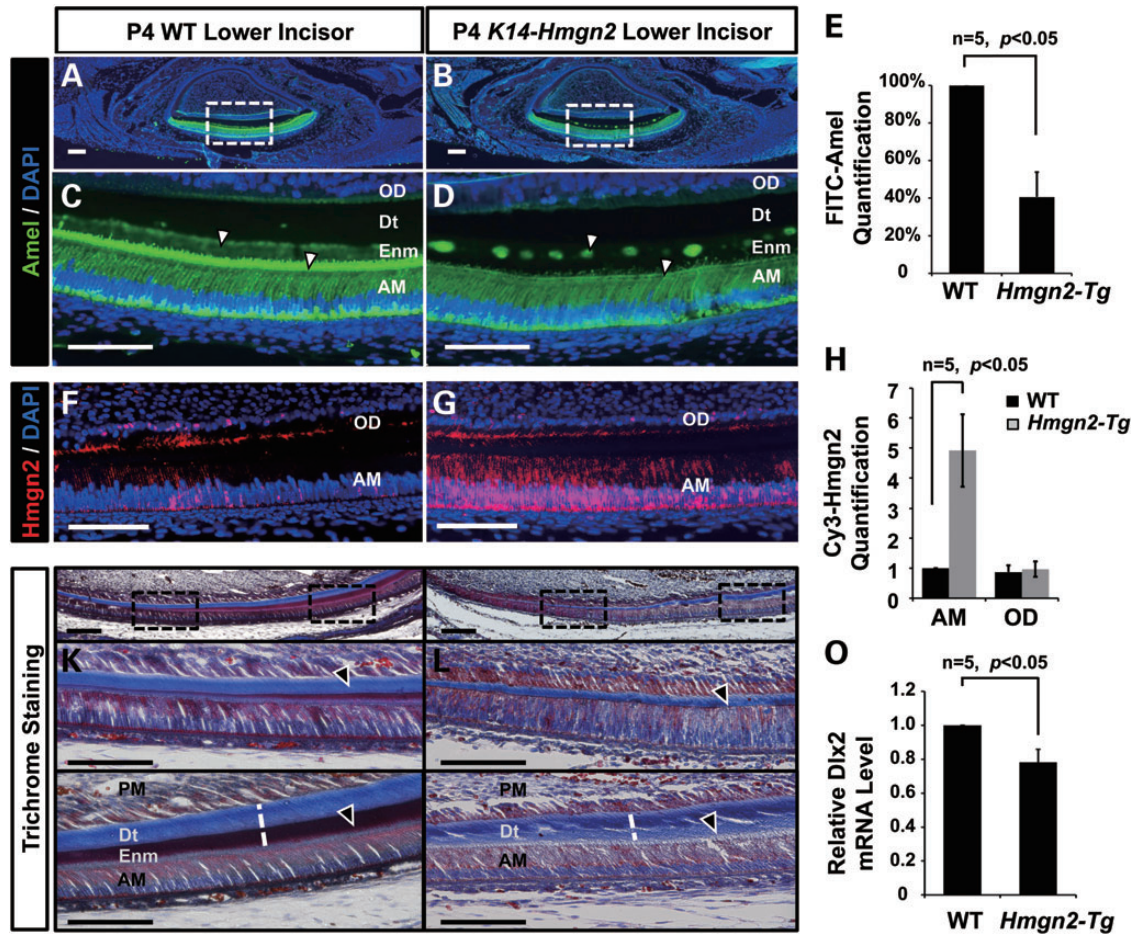 P4 WT Lower Incisor
P4 K14-Hmgn2 Lower Incisor
Amel / DAPI
A
B
C
OD
Dt
Enm
AM
D
OD
Dt
Enm
AM
E
n=5, p<0.05
FITC-Amel
Quantification
100%
80%
60%
40%
20%
0
WT
Hmgn2-Tg
Hmgn2 / DAPI
F
OD
AM
G
OD
AM
H
n=5, p<0.05
WT
Hmgn2-Tg
Cy3-Hmgn2
Quantification
7
6
5
4
3
2
1
0
AM
OD
Trichrome Staining
K
L
PM
Dt
Enm
AM
PM
Dt
AM
O
n=5, p<0.05
Relative Dlx2
mRNA Level
1.2
1.0
0.8
0.6
0.4
0.2
0
WT
Hmgn2-Tg